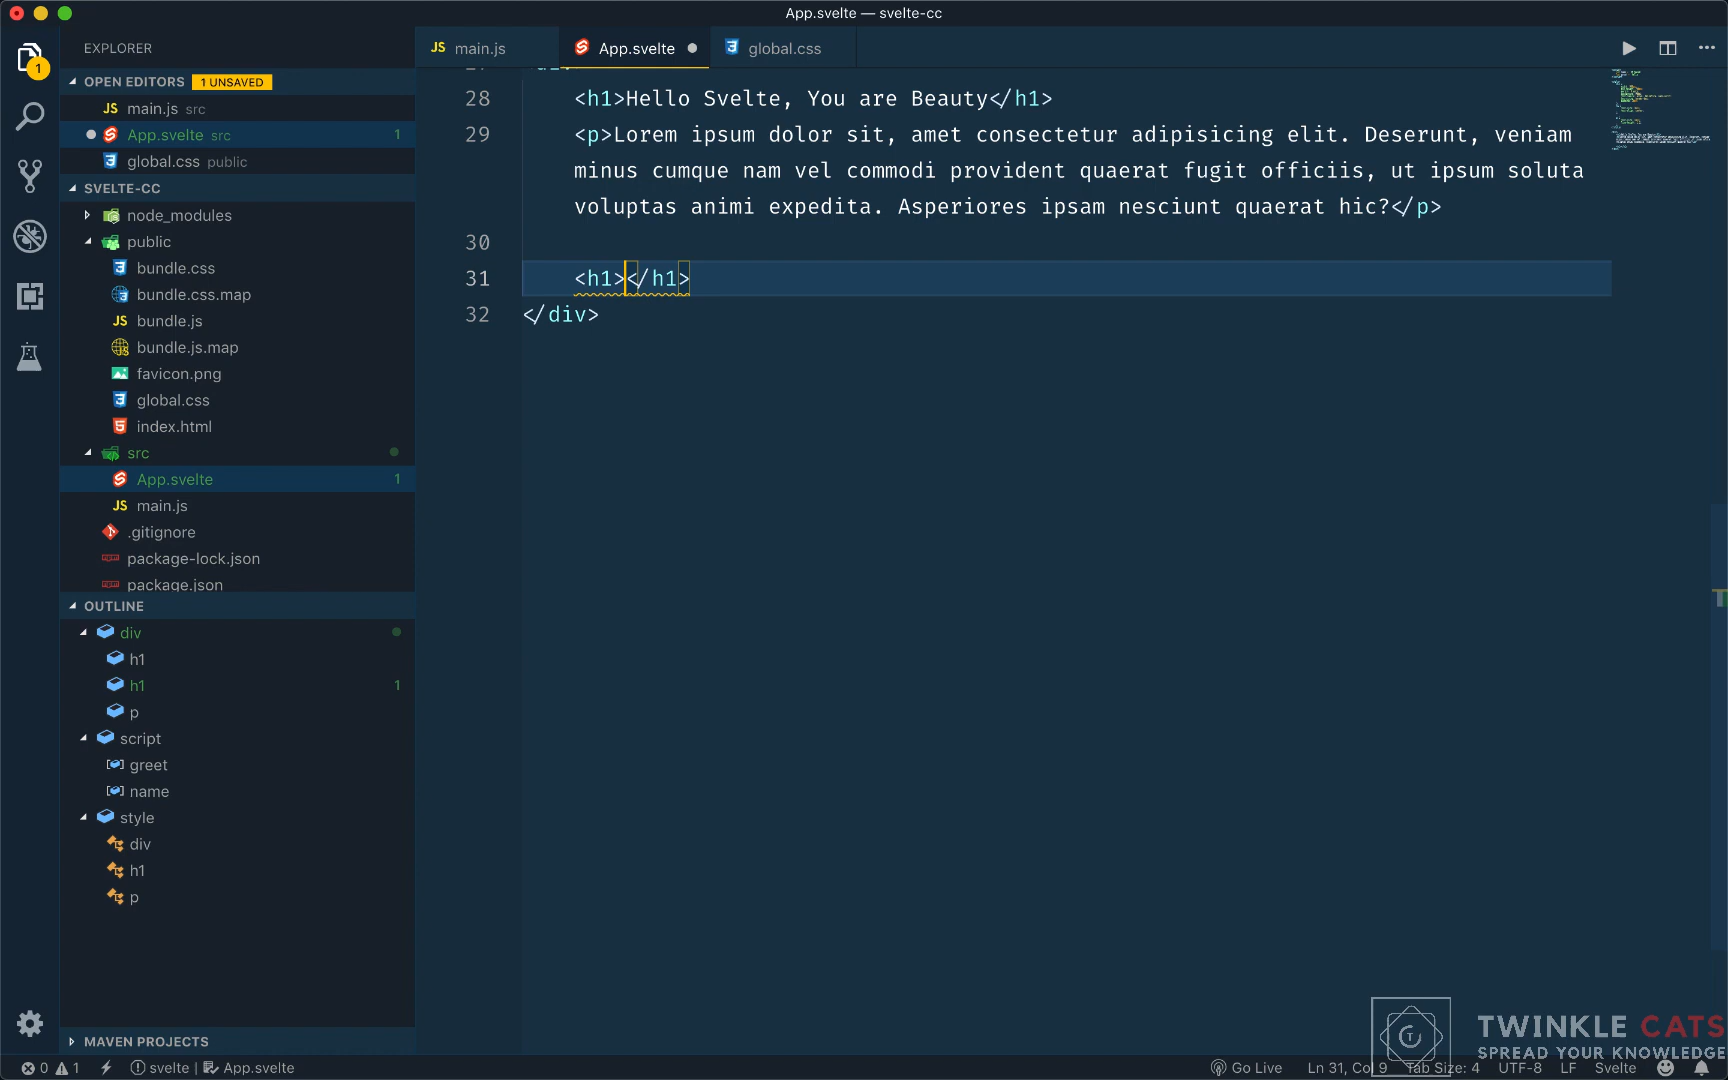 App.svelte — svelte-cc
EXPLORER
OPEN EDITORS 1 UNSAVED
JS main.js src
App.svelte src 1
global.css public
SVELTE-CC
node_modules
public
bundle.css
bundle.css.map
JS bundle.js
bundle.js.map
favicon.png
global.css
index.html
src
App.svelte 1
JS main.js
.gitignore
package-lock.json
package.json
OUTLINE
div
h1
h1 1
p
script
greet
name
style
div
h1
p
MAVEN PROJECTS
JS main.js
App.svelte
global.css
28 <h1>Hello Svelte, You are Beauty</h1>
29 <p>Lorem ipsum dolor sit, amet consectetur adipisicing elit. Deserunt, veniam
minus cumque nam vel commodi provident quaerat fugit officiis, ut ipsum soluta
voluptas animi expedita. Asperiores ipsam nesciunt quaerat hic?</p>
30
31 <h1></h1>
32 </div>
TWINKLE CATS
SPREAD YOUR KNOWLEDGE
0 1 svelte | App.svelte
Go Live Ln 31, Col 9 Tab Size: 4 UTF-8 LF Svelte